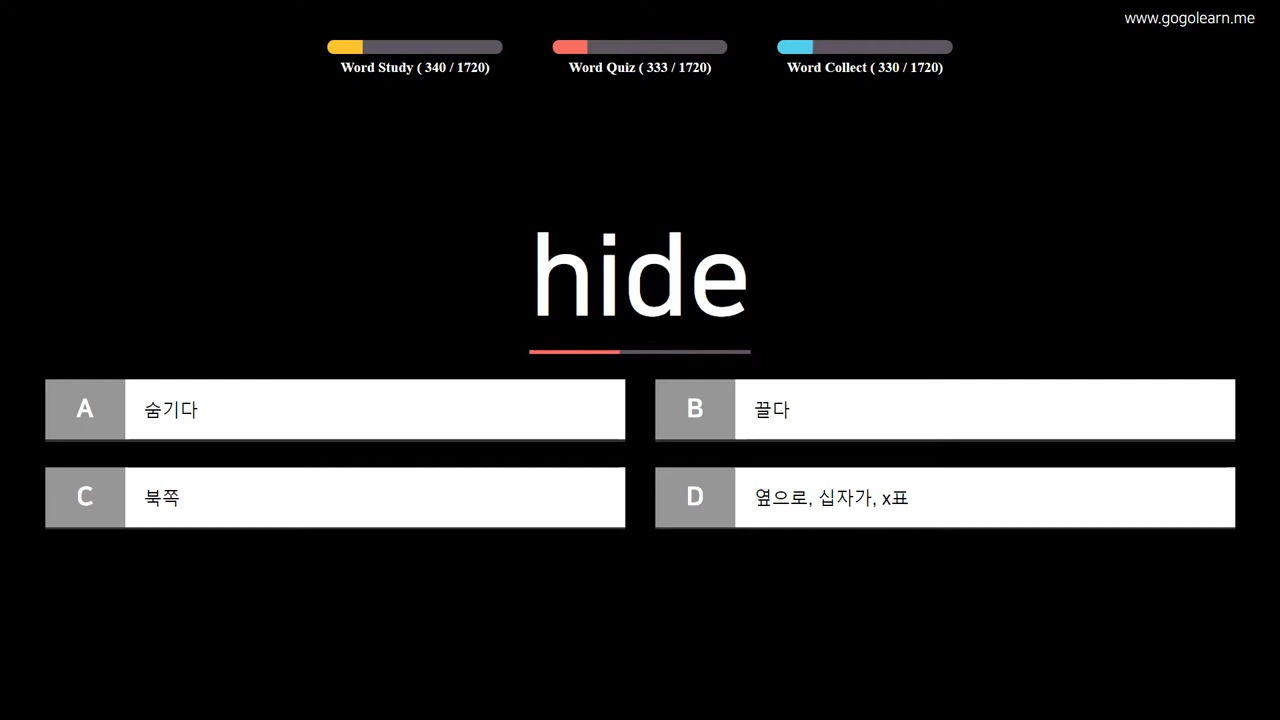 www.gogolearn.me
Word Study ( 340 / 1720)
Word Quiz ( 333 / 1720)
Word Collect ( 330 / 1720)
hide
A 숨기다
B 끌다
C 북쪽
D 옆으로, 십자가, x표